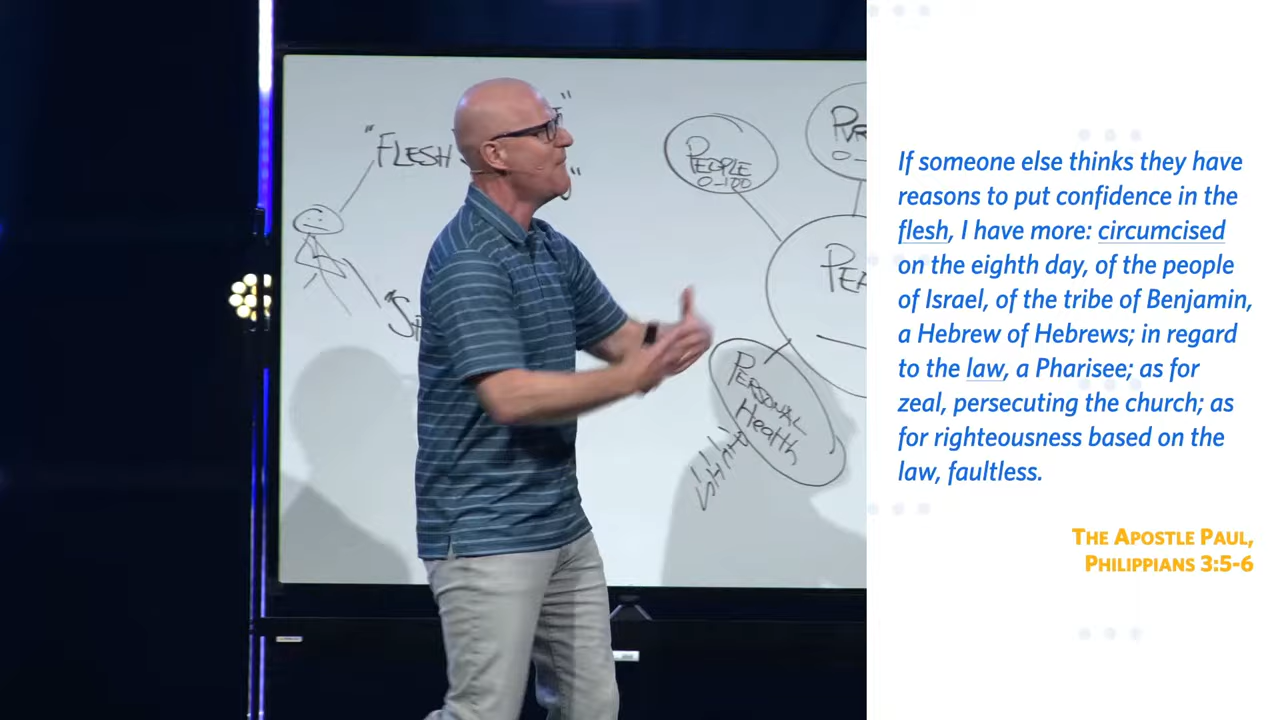 "FLESH
PEOPLE
0-100
PERSONAL
Health
If someone else thinks they have
reasons to put confidence in the
flesh, I have more: circumcised
on the eighth day, of the people
of Israel, of the tribe of Benjamin,
a Hebrew of Hebrews; in regard
to the law, a Pharisee; as for
zeal, persecuting the church; as
for righteousness based on the
law, faultless.
THE APOSTLE PAUL,
PHILIPPIANS 3:5-6